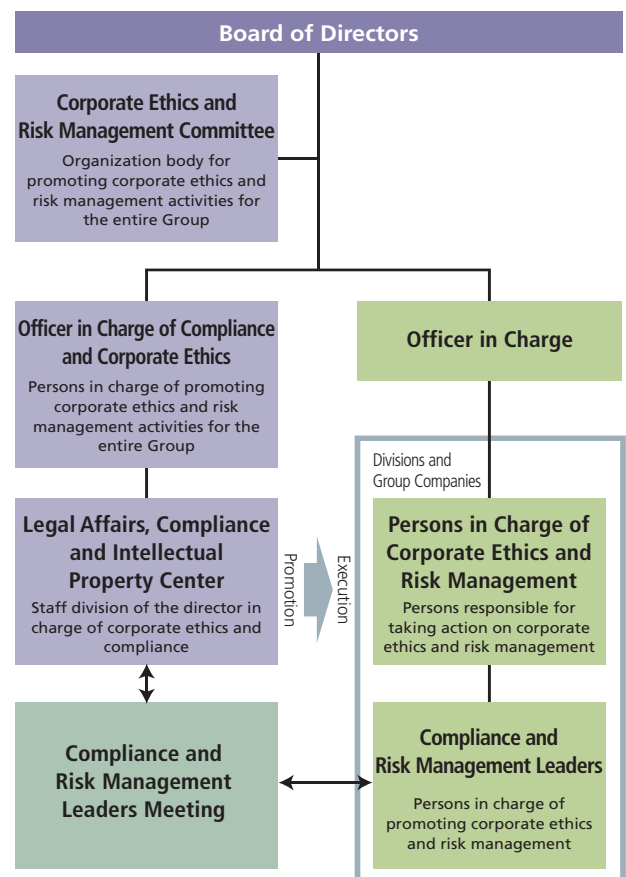 Board of Directors
Corporate Ethics and
Risk Management Committee
Organization body for
promoting corporate ethics and
risk management activities for
the entire Group
Officer in Charge of Compliance
and Corporate Ethics
Persons in charge of promoting
corporate ethics and risk
management activities for the
entire Group
Officer in Charge
Divisions and
Group Companies
Legal Affairs, Compliance
and Intellectual
Property Center
Staff division of the director in
charge of corporate ethics and
compliance
Promotion
Execution
Persons in Charge of
Corporate Ethics and
Risk Management
Persons responsible for
taking action on corporate
ethics and risk management
Compliance and
Risk Management
Leaders Meeting
Compliance and
Risk Management Leaders
Persons in charge of
promoting corporate ethics
and risk management